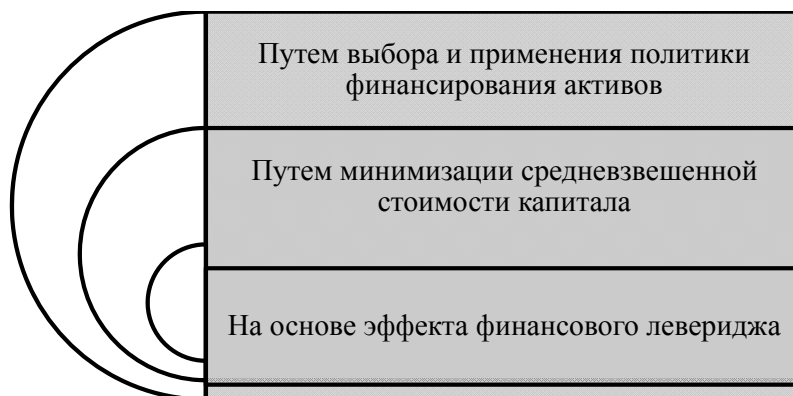 Путем выбора и применения политики
финансирования активов
Путем минимизации средневзвешенной
стоимости капитала
На основе эффекта финансового левериджа